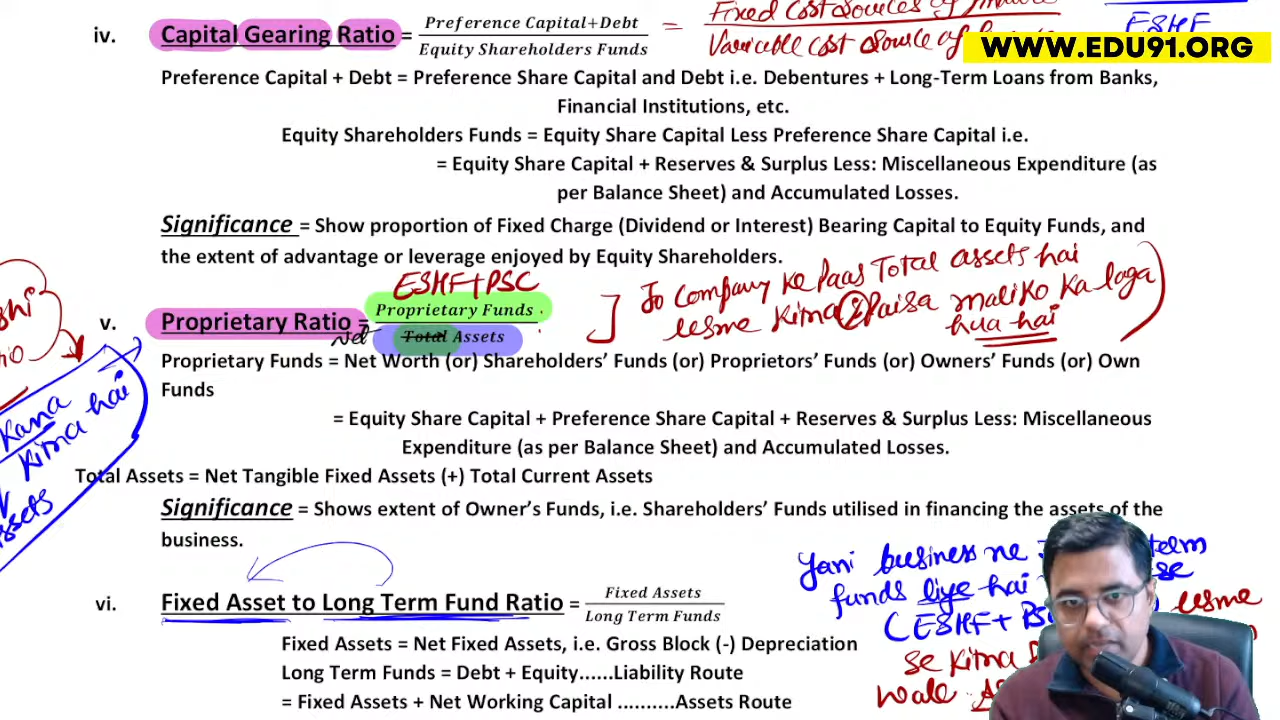 iv. Capital Gearing Ratio = Preference Capital+Debt / Equity Shareholders Funds = Fixed Cost Sources of finance / Variable Cost Source of
ESHF
WWW.EDU91.ORG
Preference Capital + Debt = Preference Share Capital and Debt i.e. Debentures + Long-Term Loans from Banks,
Financial Institutions, etc.
Equity Shareholders Funds = Equity Share Capital Less Preference Share Capital i.e.
= Equity Share Capital + Reserves & Surplus Less: Miscellaneous Expenditure (as
per Balance Sheet) and Accumulated Losses.
Significance = Show proportion of Fixed Charge (Dividend or Interest) Bearing Capital to Equity Funds, and
the extent of advantage or leverage enjoyed by Equity Shareholders.
ESHF+PSC
v. Proprietary Ratio = Proprietary Funds / Total Assets
Net
Jo Company ke paas Total assets hai
usme kitna paisa maliko ka laga
hua hai
Proprietary Funds = Net Worth (or) Shareholders' Funds (or) Proprietors' Funds (or) Owners' Funds (or) Own
Funds
= Equity Share Capital + Preference Share Capital + Reserves & Surplus Less: Miscellaneous
Expenditure (as per Balance Sheet) and Accumulated Losses.
kitna hai
Assets
Total Assets = Net Tangible Fixed Assets (+) Total Current Assets
Significance = Shows extent of Owner's Funds, i.e. Shareholders' Funds utilised in financing the assets of the
business.
Yani business ne term
funds liye hai se
(ESHF+ usme
se kitna
wale
vi. Fixed Asset to Long Term Fund Ratio = Fixed Assets / Long Term Funds
Fixed Assets = Net Fixed Assets, i.e. Gross Block (-) Depreciation
Long Term Funds = Debt + Equity......Liability Route
= Fixed Assets + Net Working Capital ..........Assets Route